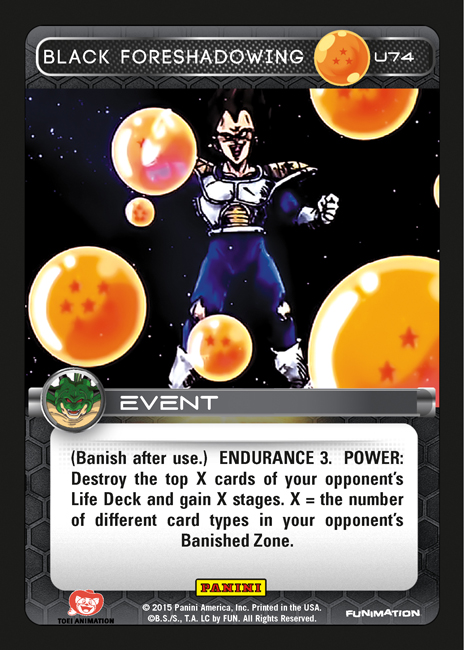 BLACK FORESHADOWING U74
EVENT
(Banish after use.) ENDURANCE 3. POWER:
Destroy the top X cards of your opponent's
Life Deck and gain X stages. X = the number
of different card types in your opponent's
Banished Zone.
PANINI
© 2015 Panini America, Inc. Printed in the USA.
TOEI ANIMATION ©B.S./S., T.A. LC by FUN. All Rights Reserved. FUNIMATION